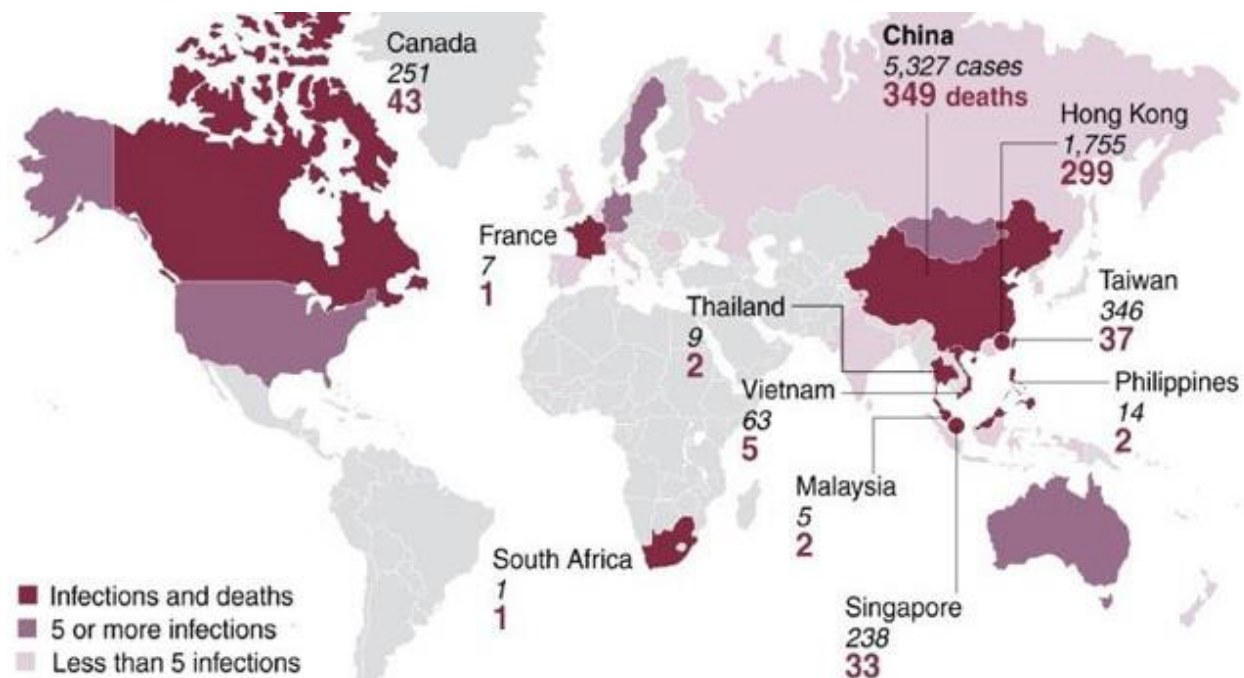 Canada
251
43
China
5,327 cases
349 deaths
Hong Kong
1,755
299
France
7
1
Thailand
9
2
Taiwan
346
37
Vietnam
63
5
Philippines
14
2
Malaysia
5
2
South Africa
1
1
Singapore
238
33
Infections and deaths
5 or more infections
Less than 5 infections